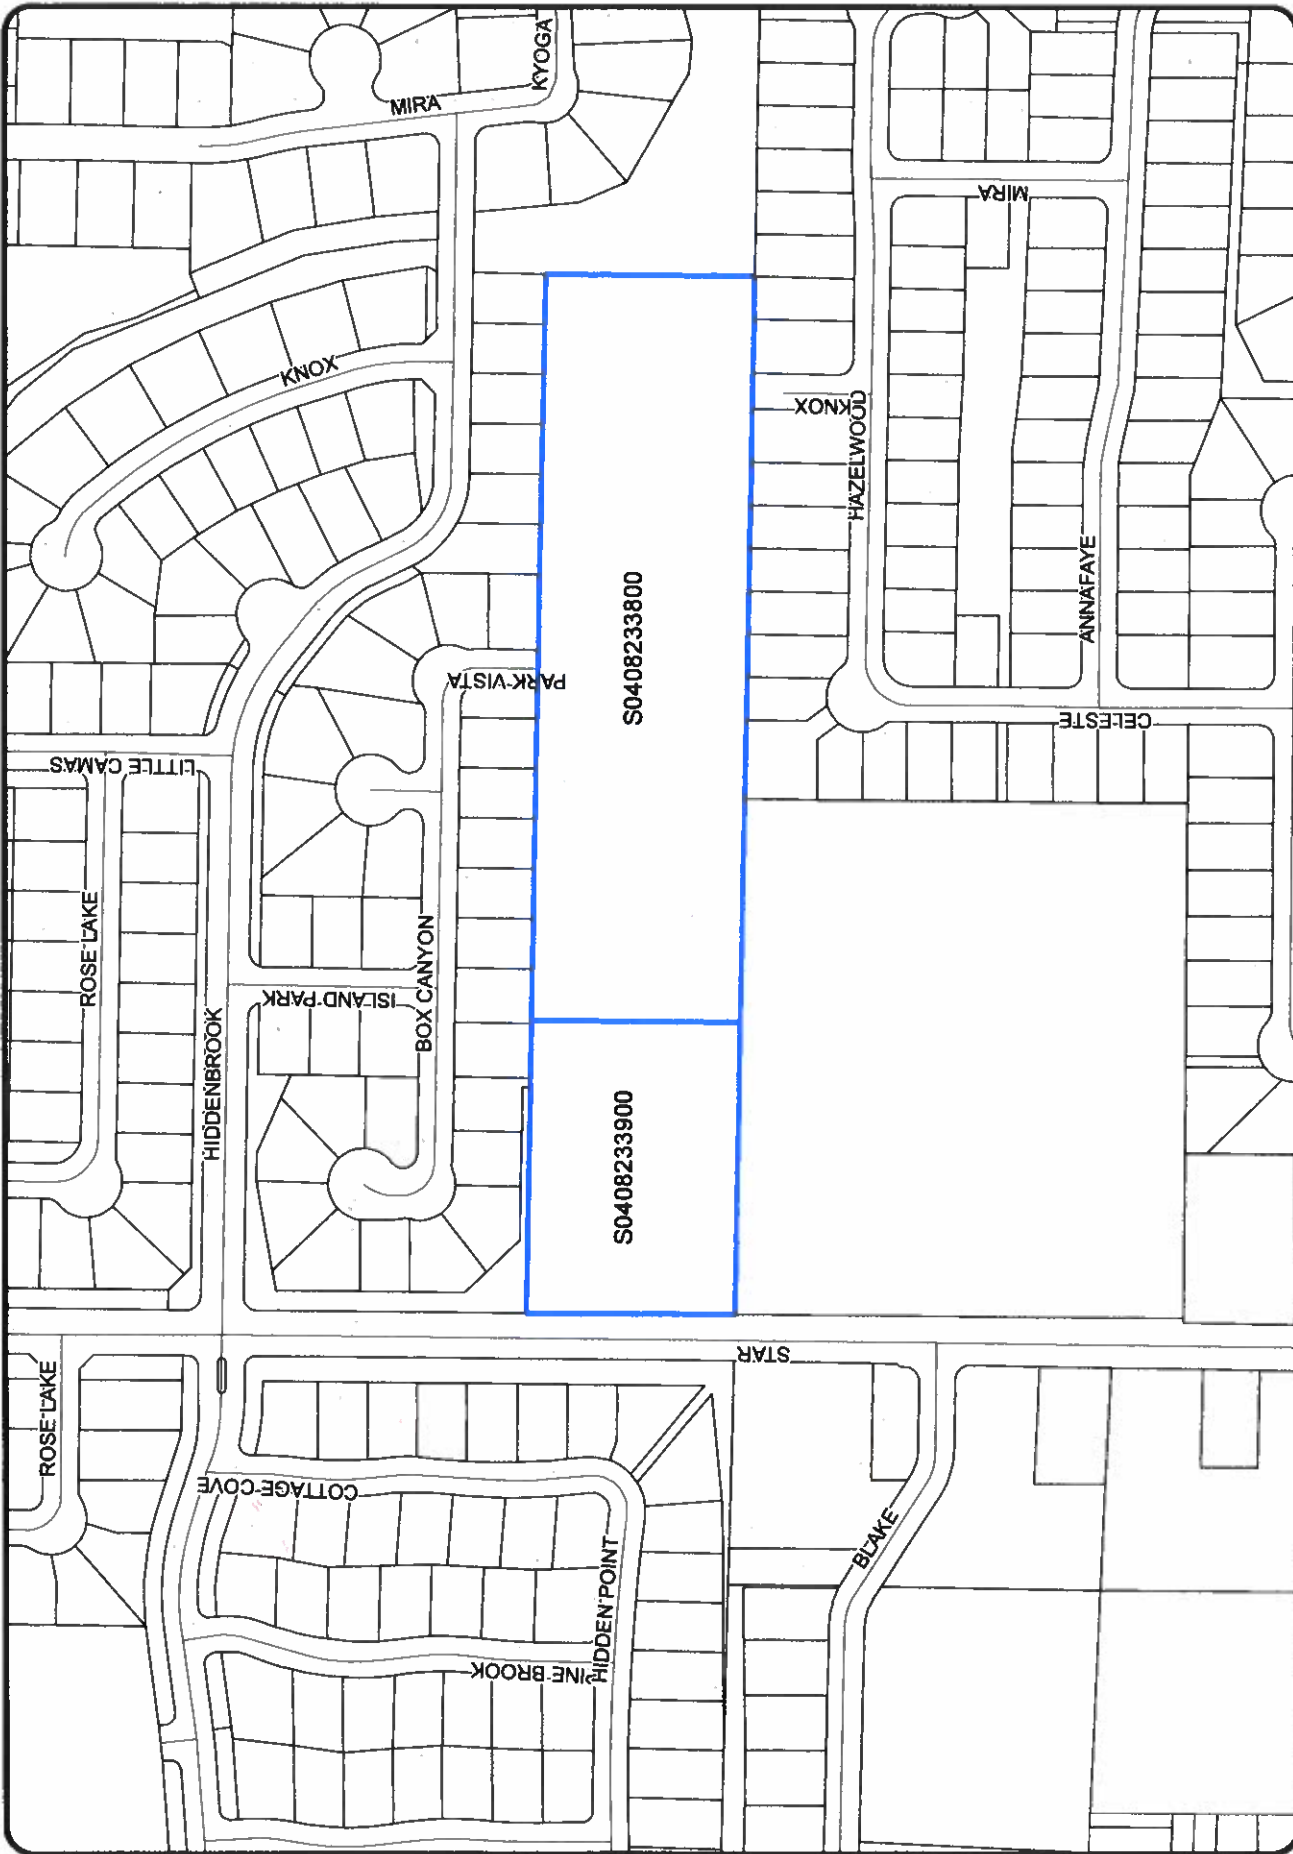 KYOGA
MIRA
MIRA
KNOX
KNOX
HAZELWOOD
ANNAFAYE
S0408233800
PARK VISTA
CELESTE
LITTLE CAMAS
ROSE LAKE
BOX CANYON
ISLAND PARK
HIDDENBROOK
S0408233900
STAR
ROSE LAKE
COTTAGE COVE
BLAKE
HIDDEN POINT
PINE BROOK